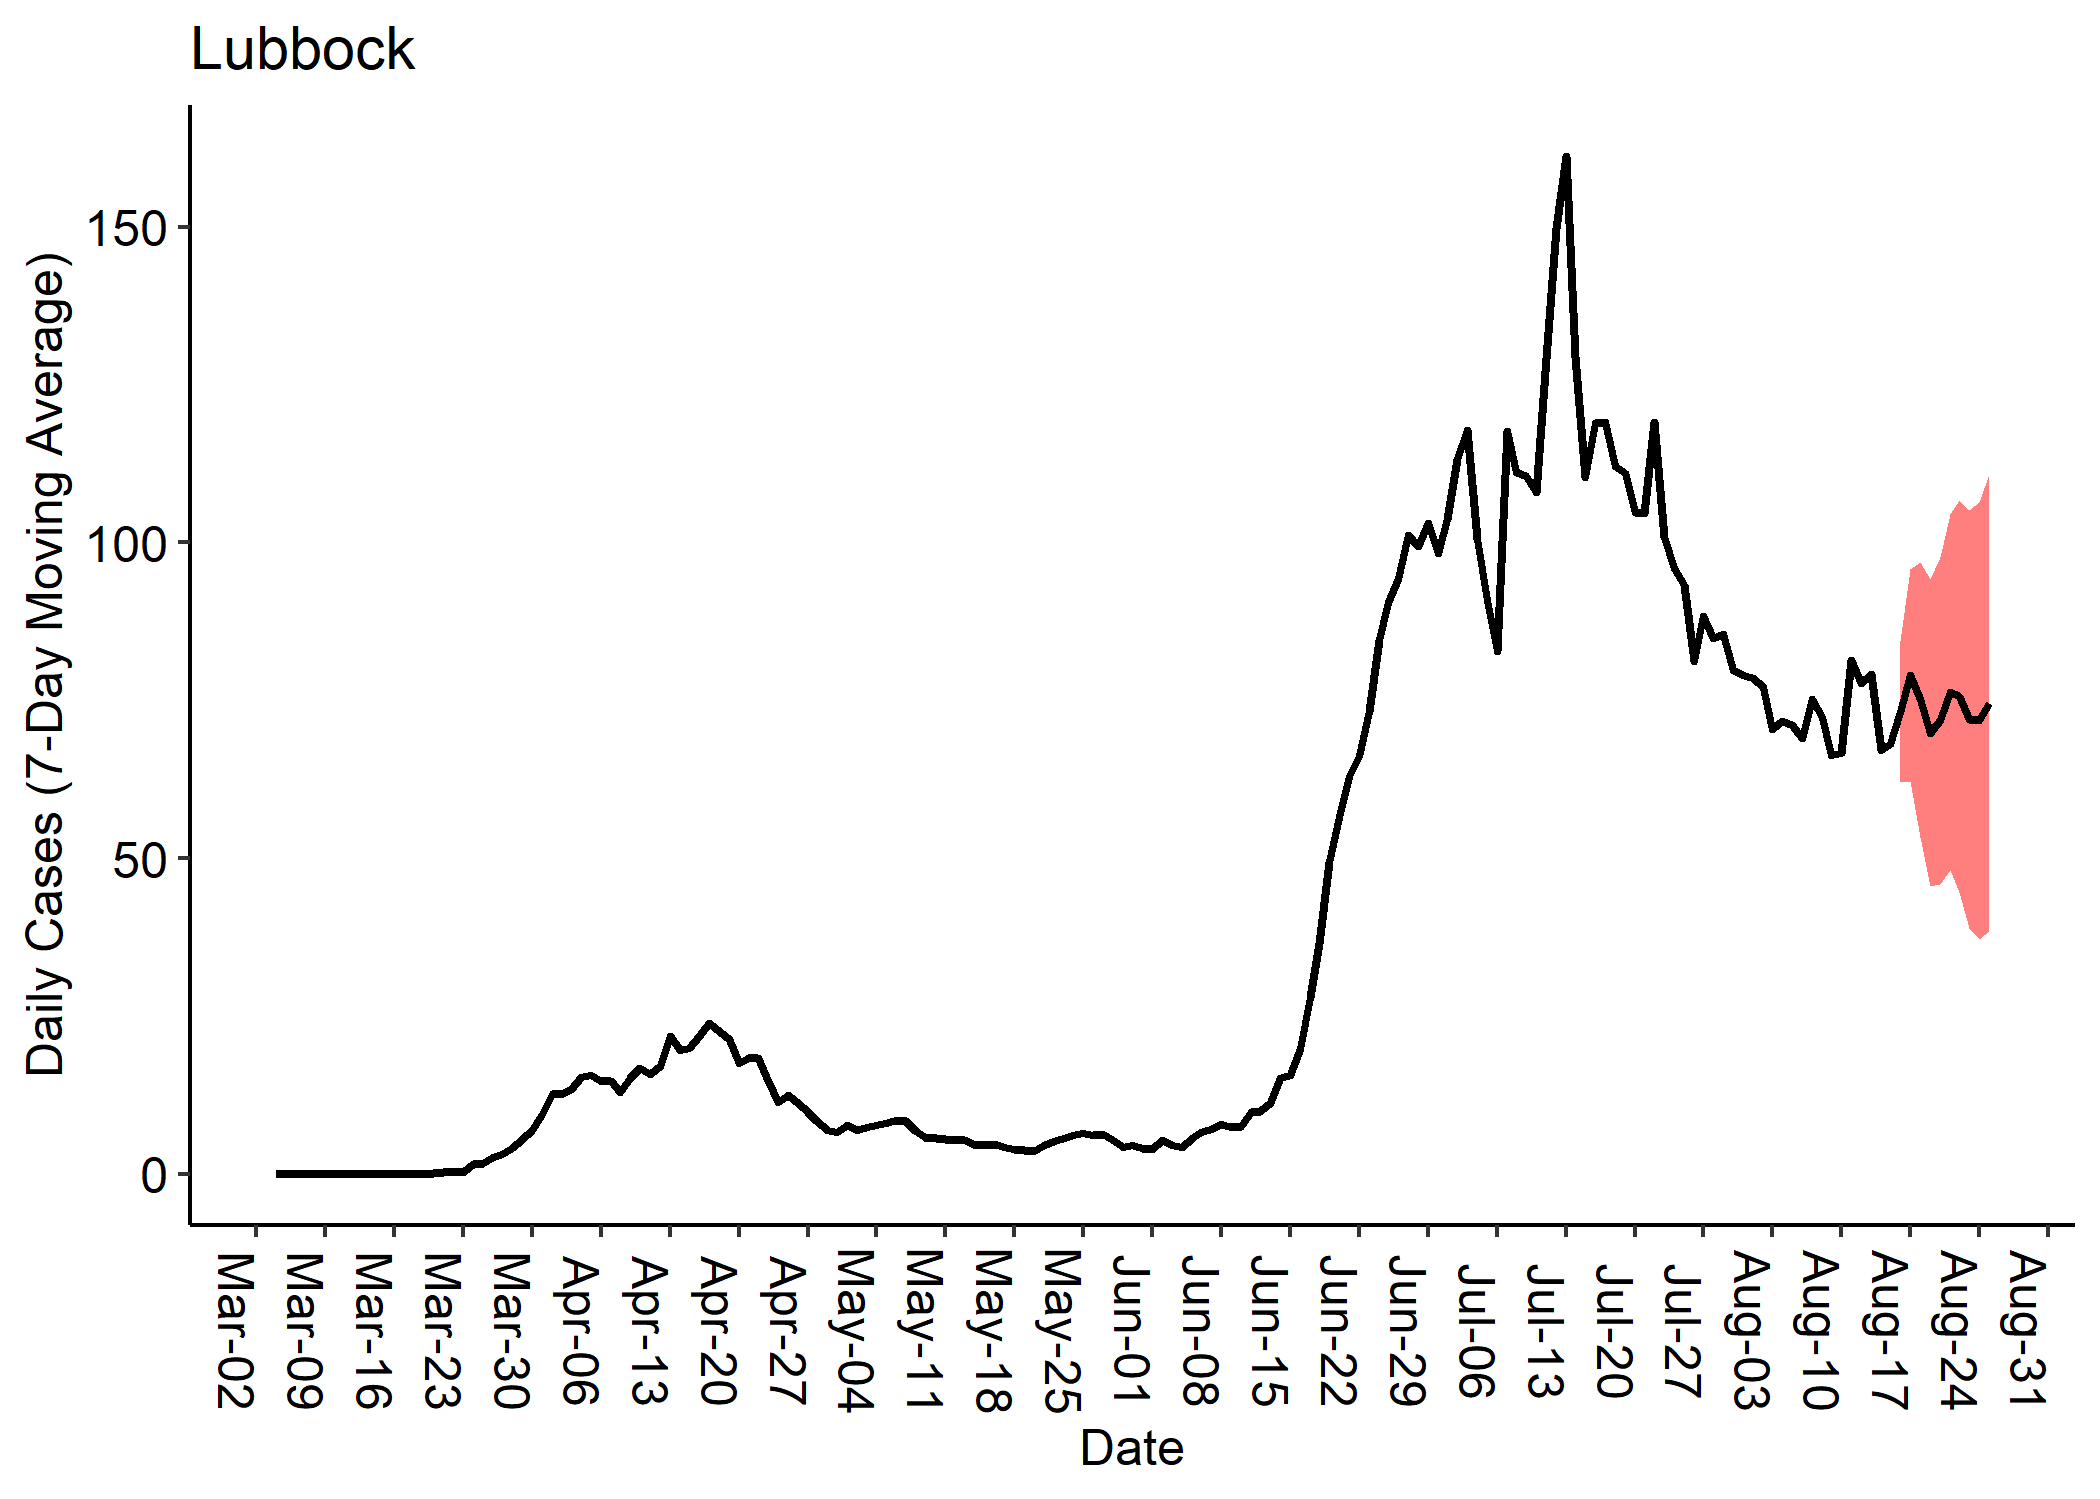 Lubbock
Daily Cases (7-Day Moving Average)
150
100
50
0
Mar-02
Mar-09
Mar-16
Mar-23
Mar-30
Apr-06
Apr-13
Apr-20
Apr-27
May-04
May-11
May-18
May-25
Jun-01
Jun-08
Jun-15
Jun-22
Jun-29
Jul-06
Jul-13
Jul-20
Jul-27
Aug-03
Aug-10
Aug-17
Aug-24
Aug-31
Date